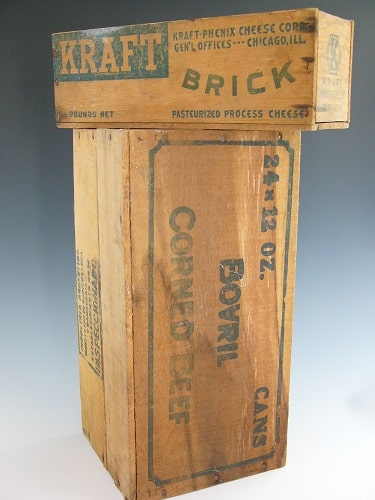 KRAFT
KRAFT-PHENIX CHEESE CORP.
GEN'L OFFICES --- CHICAGO, ILL.
BRICK
POUNDS NET
PASTEURIZED PROCESS CHEESE
K
KRAFT
24 × 12 OZ.
BOVRIL
CANS
CORNED BEEF